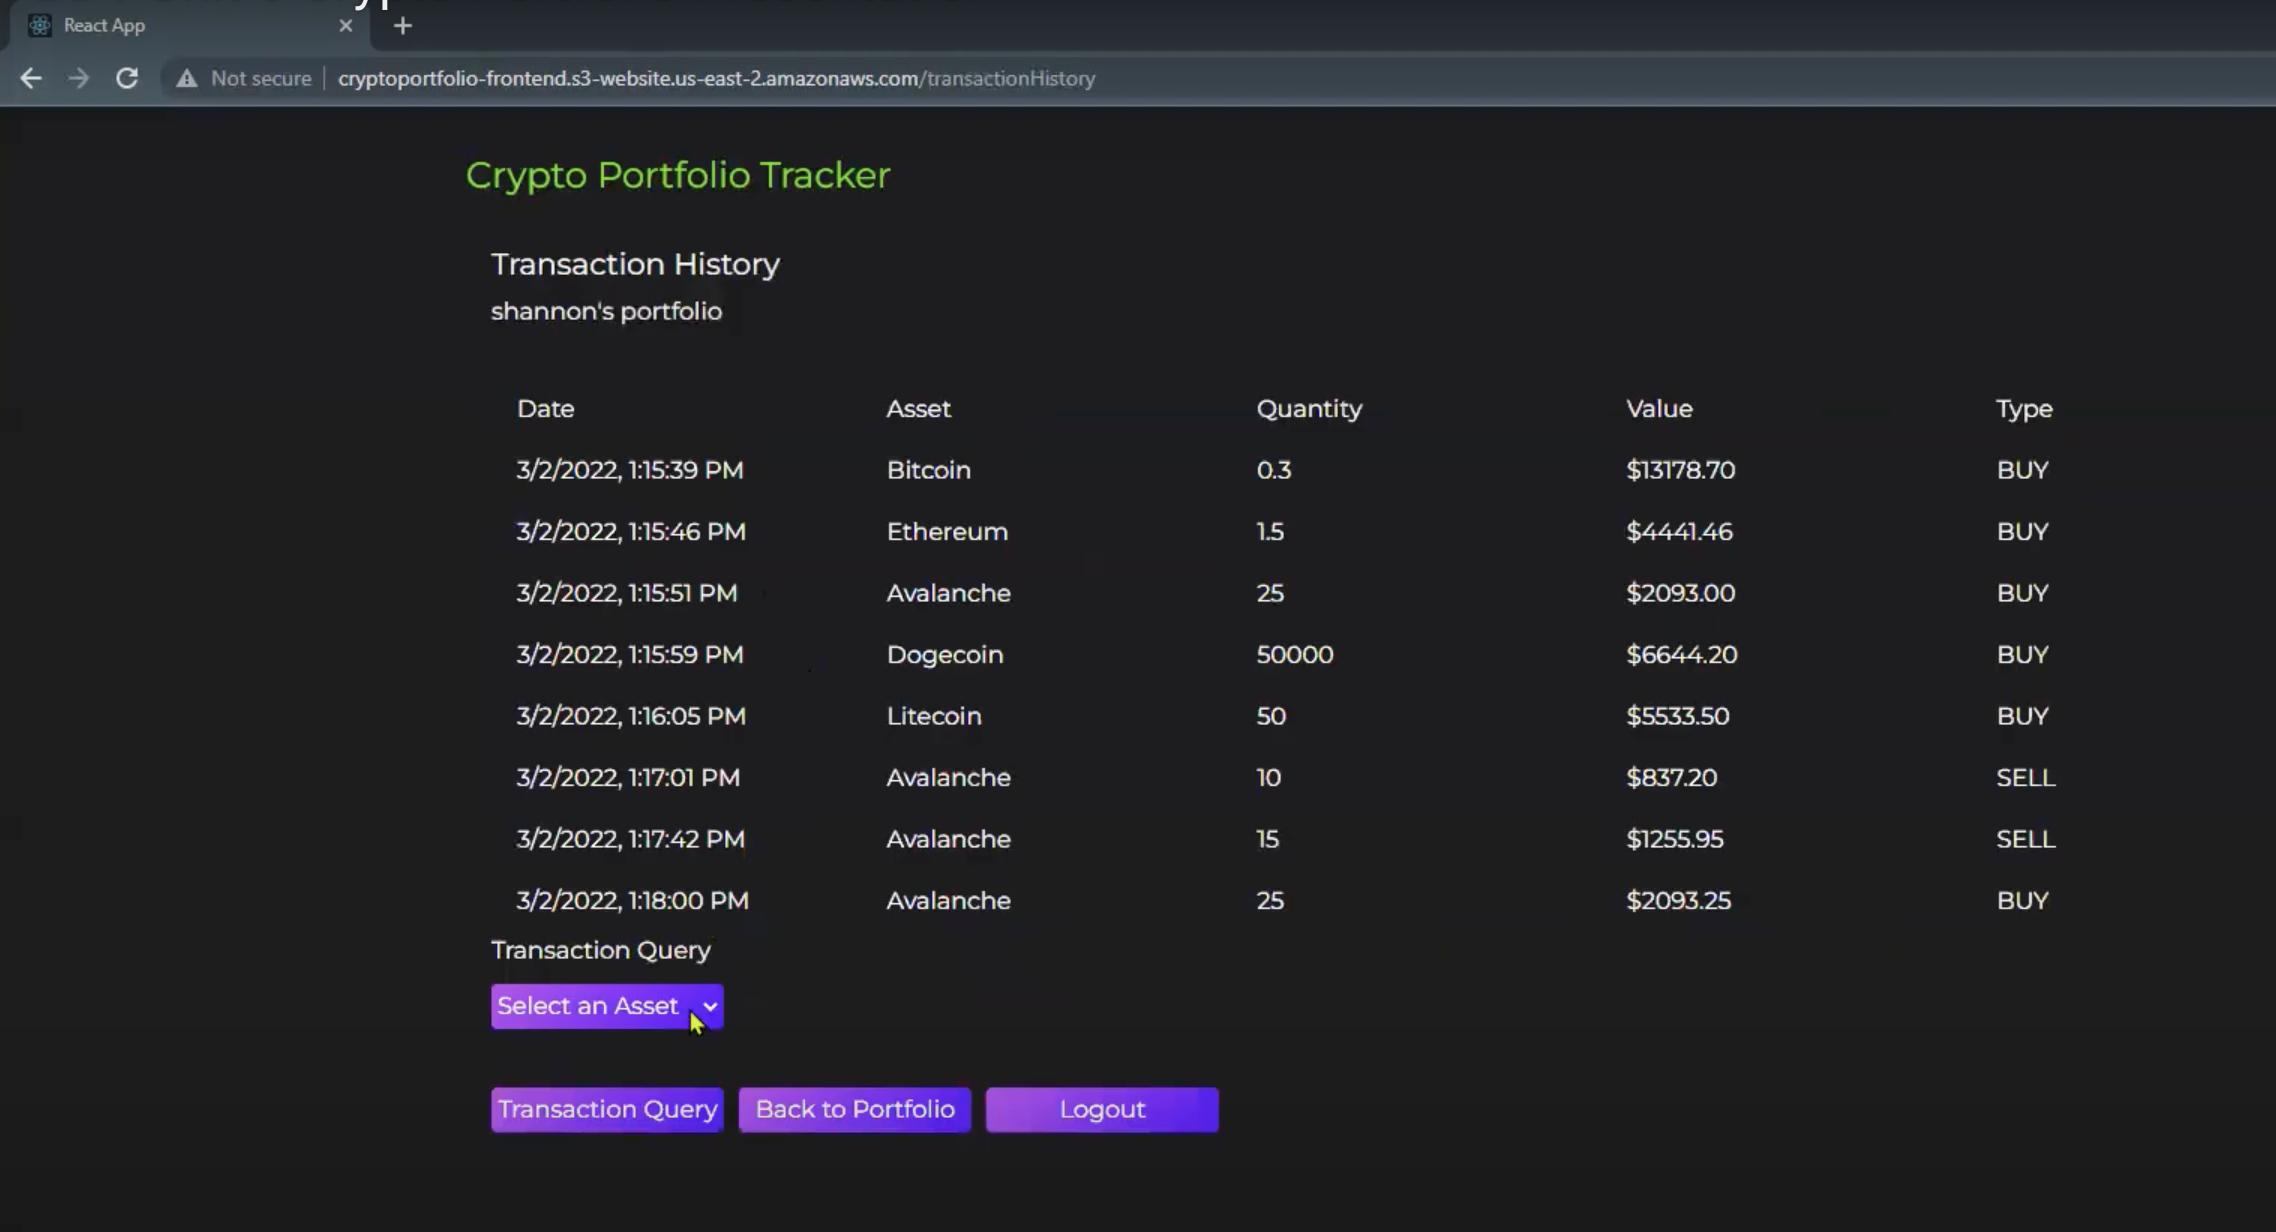 React App
Not secure cryptoportfolio-frontend.s3-website.us-east-2.amazonaws.com/transactionHistory
Crypto Portfolio Tracker
Transaction History
shannon's portfolio
Date Asset Quantity Value Type
3/2/2022, 1:15:39 PM Bitcoin 0.3 $13178.70 BUY
3/2/2022, 1:15:46 PM Ethereum 1.5 $4441.46 BUY
3/2/2022, 1:15:51 PM Avalanche 25 $2093.00 BUY
3/2/2022, 1:15:59 PM Dogecoin 50000 $6644.20 BUY
3/2/2022, 1:16:05 PM Litecoin 50 $5533.50 BUY
3/2/2022, 1:17:01 PM Avalanche 10 $837.20 SELL
3/2/2022, 1:17:42 PM Avalanche 15 $1255.95 SELL
3/2/2022, 1:18:00 PM Avalanche 25 $2093.25 BUY
Transaction Query
Select an Asset
Transaction Query Back to Portfolio Logout